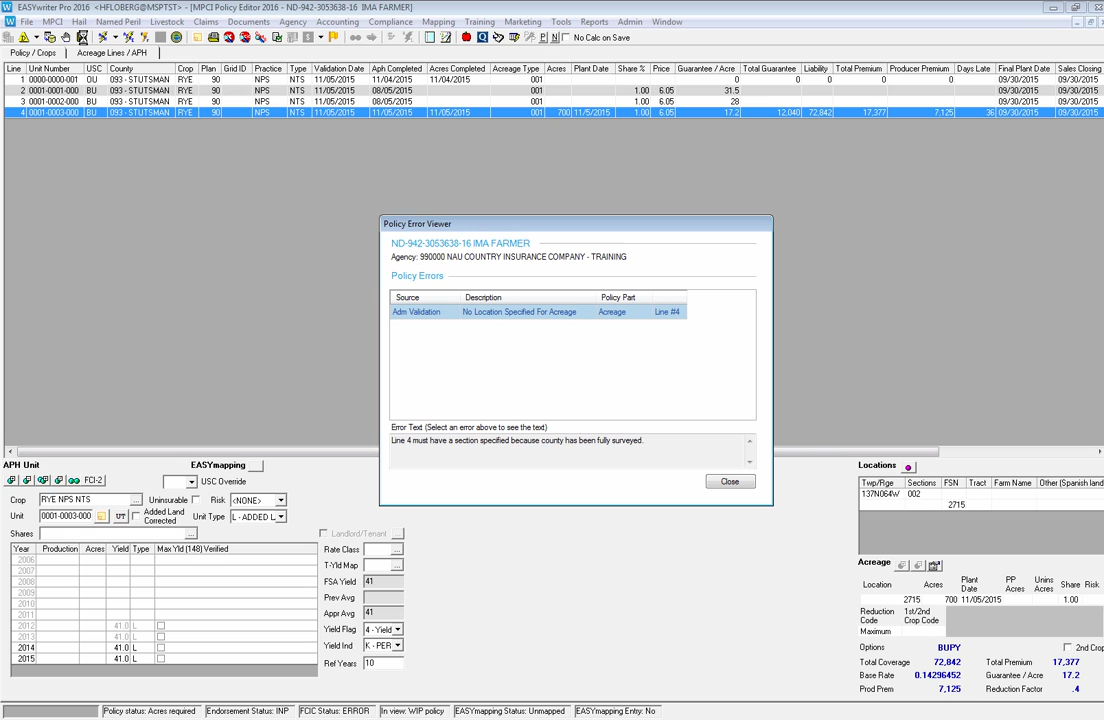 EASYwriter Pro 2016 <HFLOBERG@MSPTST> - [MPCI Policy Editor 2016 - ND-942-3053638-16 IMA FARMER]
File MPCI Hail Named Peril Livestock Claims Documents Agency Accounting Compliance Mapping Training Marketing Tools Reports Admin Window
P N No Calc on Save
Policy / Crops Acreage Lines / APH
Line Unit Number USC County Crop Plan Grid ID Practice Type Validation Date Aph Completed Acres Completed Acreage Type Acres Plant Date Share % Price Guarantee / Acre Total Guarantee Liability Total Premium Producer Premium Days Late Final Plant Date Sales Closing
1 0000-0000-001 OU 093 - STUTSMAN RYE 90 NPS NTS 11/05/2015 11/04/2015 11/04/2015 001 0 0 0 0 0 09/30/2015 09/30/2015
2 0001-0001-000 BU 093 - STUTSMAN RYE 90 NPS NTS 11/05/2015 08/05/2015 001 1.00 6.05 31.5 09/30/2015 09/30/2015
3 0001-0002-000 BU 093 - STUTSMAN RYE 90 NPS NTS 11/05/2015 08/05/2015 001 1.00 6.05 28 09/30/2015 09/30/2015
4 0001-0003-000 BU 093 - STUTSMAN RYE 90 NPS NTS 11/05/2015 11/05/2015 11/05/2015 001 700 11/5/2015 1.00 6.05 17.2 12,040 72,842 17,377 7,125 36 09/30/2015 09/30/2015
Policy Error Viewer
ND-942-3053638-16 IMA FARMER
Agency: 990000 NAU COUNTRY INSURANCE COMPANY - TRAINING
Policy Errors
Source Description Policy Part
Adm Validation No Location Specified For Acreage Acreage Line #4
Error Text (Select an error above to see the text)
Line 4 must have a section specified because county has been fully surveyed.
Close
APH Unit EASYmapping
FCI-2 USC Override
Crop RYE NPS NTS ... Uninsurable Risk <NONE>
Unit 0001-0003-000 UT Added Land Corrected Unit Type L - ADDED L
Shares ...
Year Production Acres Yield Type Max Yld (148) Verified
2006
2007
2008
2009
2010
2011
2012 41.0 L
2013 41.0 L
2014 41.0 L
2015 41.0 L
Landlord/Tenant ...
Rate Class ...
T-Yld Map ...
FSA Yield 41
Prev Avg
Appr Avg 41
Yield Flag 4 - Yield
Yield Ind K - PER
Ref Years 10
Locations
Twp/Rge Sections FSN Tract Farm Name Other (Spanish land
137N064W 002
2715
Acreage
Location Acres Plant Date PP Acres Unins Acres Share Risk
2715 700 11/05/2015 1.00
Reduction Code 1st/2nd Crop Code
Maximum
Options BUPY 2nd Crop
Total Coverage 72,842 Total Premium 17,377
Base Rate 0.14296452 Guarantee / Acre 17.2
Prod Prem 7,125 Reduction Factor .4
Policy status: Acres required Endorsement Status: INP FCIC Status: ERROR In view: WIP policy EASYmapping Status: Unmapped EASYmapping Entry: No